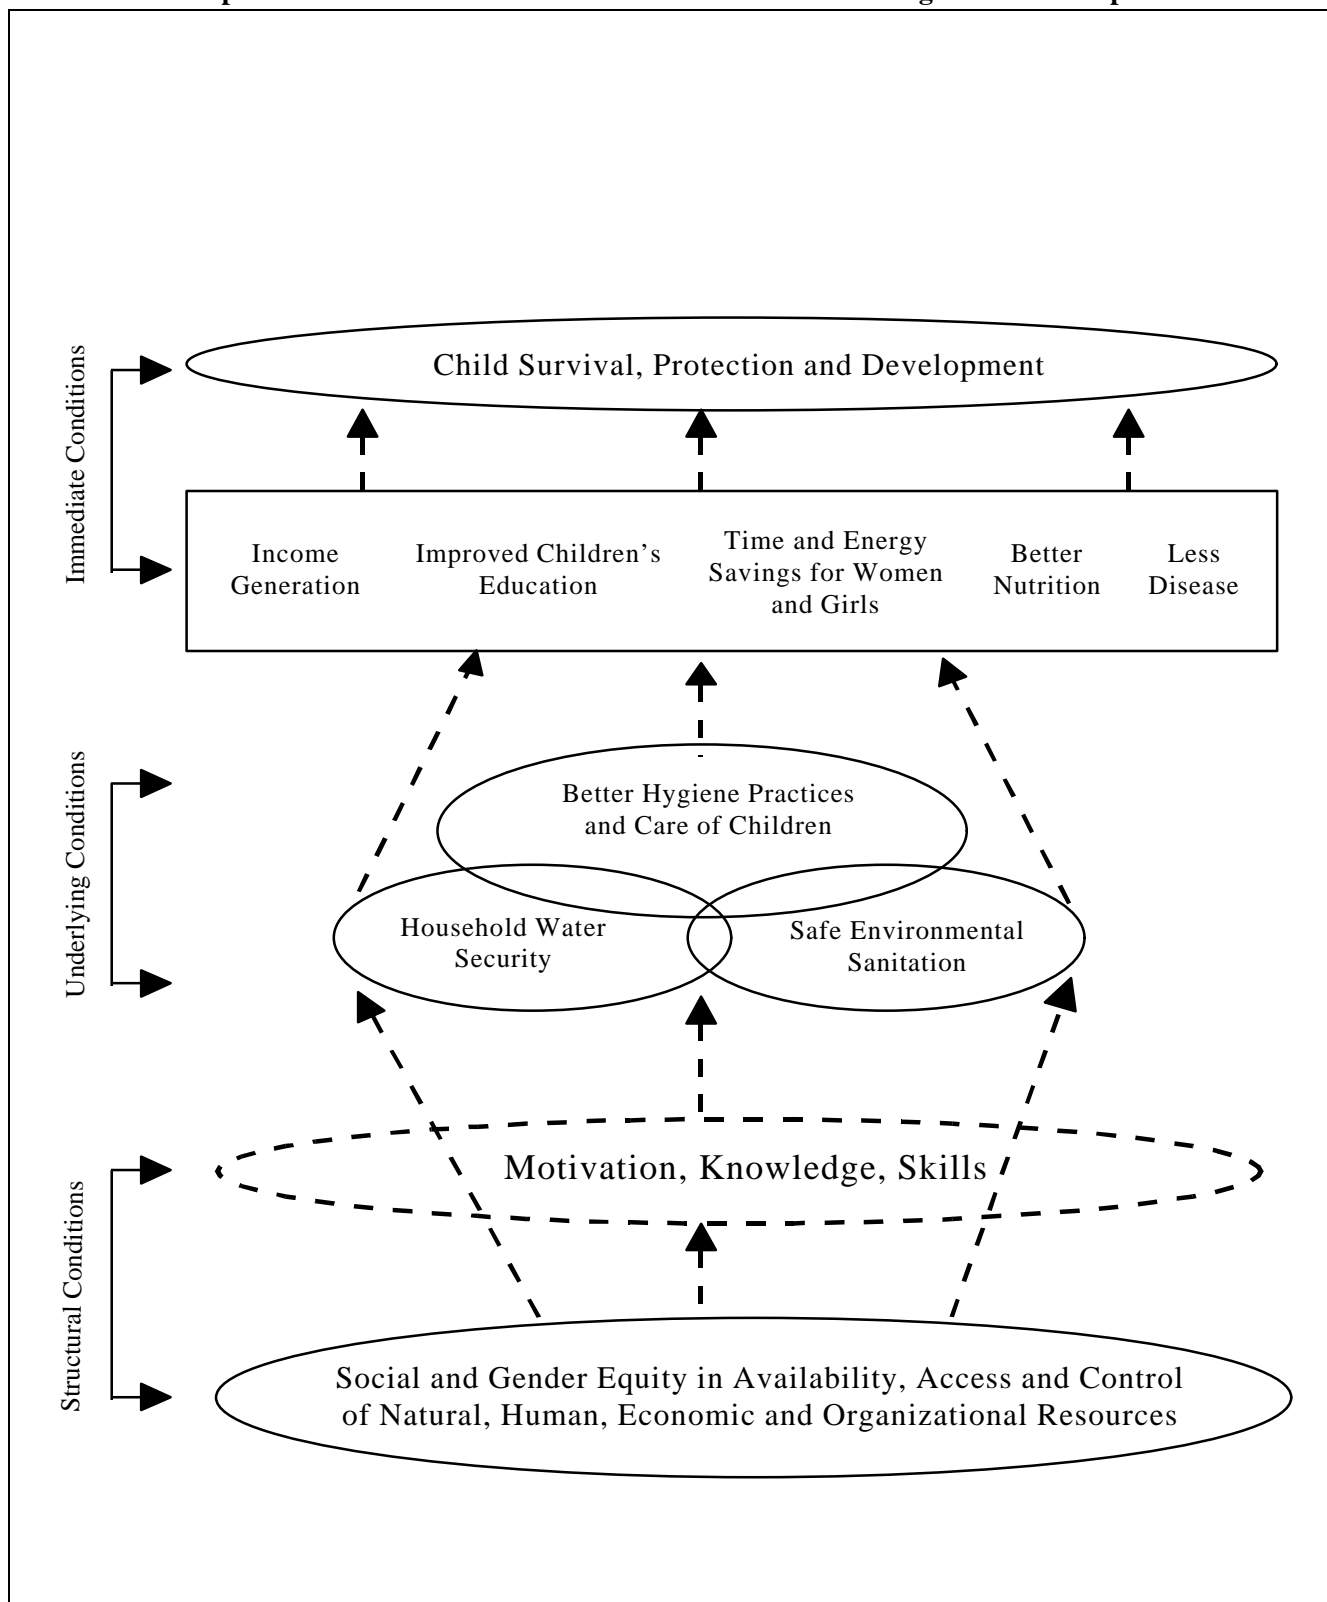 Immediate Conditions
Child Survival, Protection and Development
Income
Generation
Improved Children’s
Education
Time and Energy
Savings for Women
and Girls
Better
Nutrition
Less
Disease
Underlying Conditions
Better Hygiene Practices
and Care of Children
Household Water
Security
Safe Environmental
Sanitation
Structural Conditions
Motivation, Knowledge, Skills
Social and Gender Equity in Availability, Access and Control
of Natural, Human, Economic and Organizational Resources